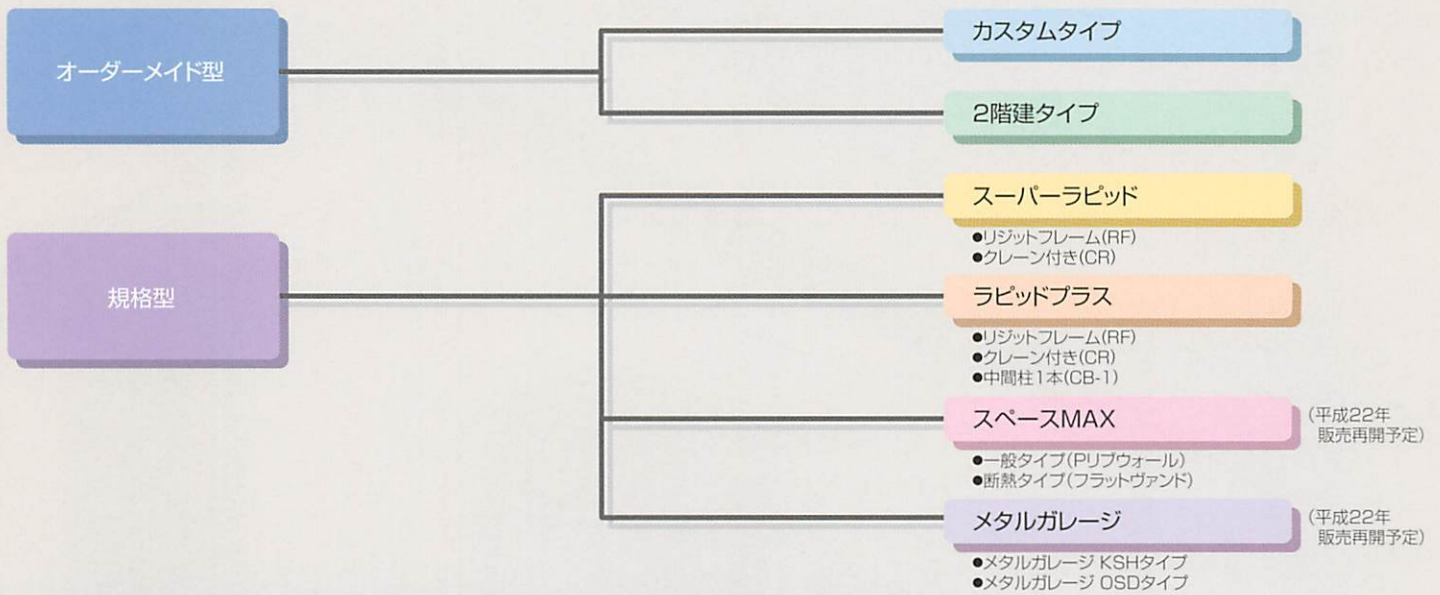 オーダーメイド型
カスタムタイプ
2階建タイプ
規格型
スーパーラピッド
●リジットフレーム(RF)
●クレーン付き(CR)
ラピッドプラス
●リジットフレーム(RF)
●クレーン付き(CR)
●中間柱1本(CB-1)
スペースMAX
(平成22年
販売再開予定)
●一般タイプ(Pリブウォール)
●断熱タイプ(フラットヴァンド)
メタルガレージ
(平成22年
販売再開予定)
●メタルガレージ KSHタイプ
●メタルガレージ OSDタイプ